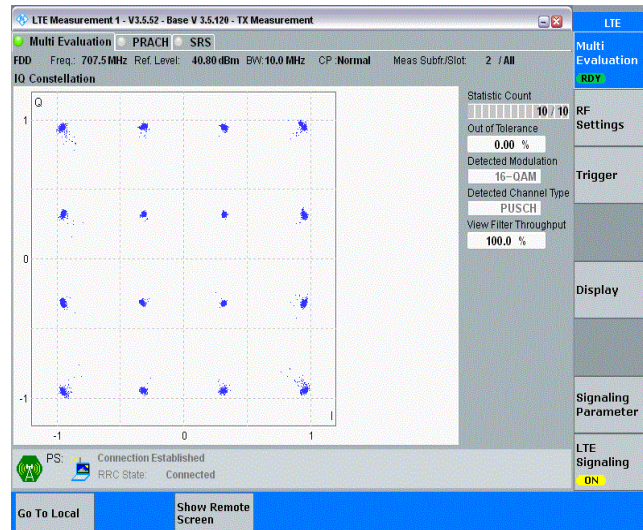 LTE Measurement 1 - V3.5.52 - Base V 3.5.120 - TX Measurement
LTE
Multi Evaluation PRACH SRS
Multi
Evaluation
RDY
FDD Freq.: 707.5 MHz Ref. Level: 40.80 dBm BW: 10.0 MHz CP : Normal Meas Subfr./Slot: 2 / All
IQ Constellation
Q
1
0
-1
I
-1 0 1
Statistic Count
10 / 10
Out of Tolerance
0.00 %
Detected Modulation
16-QAM
Detected Channel Type
PUSCH
View Filter Throughput
100.0 %
RF
Settings
Trigger
Display
Signaling
Parameter
LTE
Signaling
ON
PS: Connection Established
RRC State: Connected
Go To Local
Show Remote
Screen